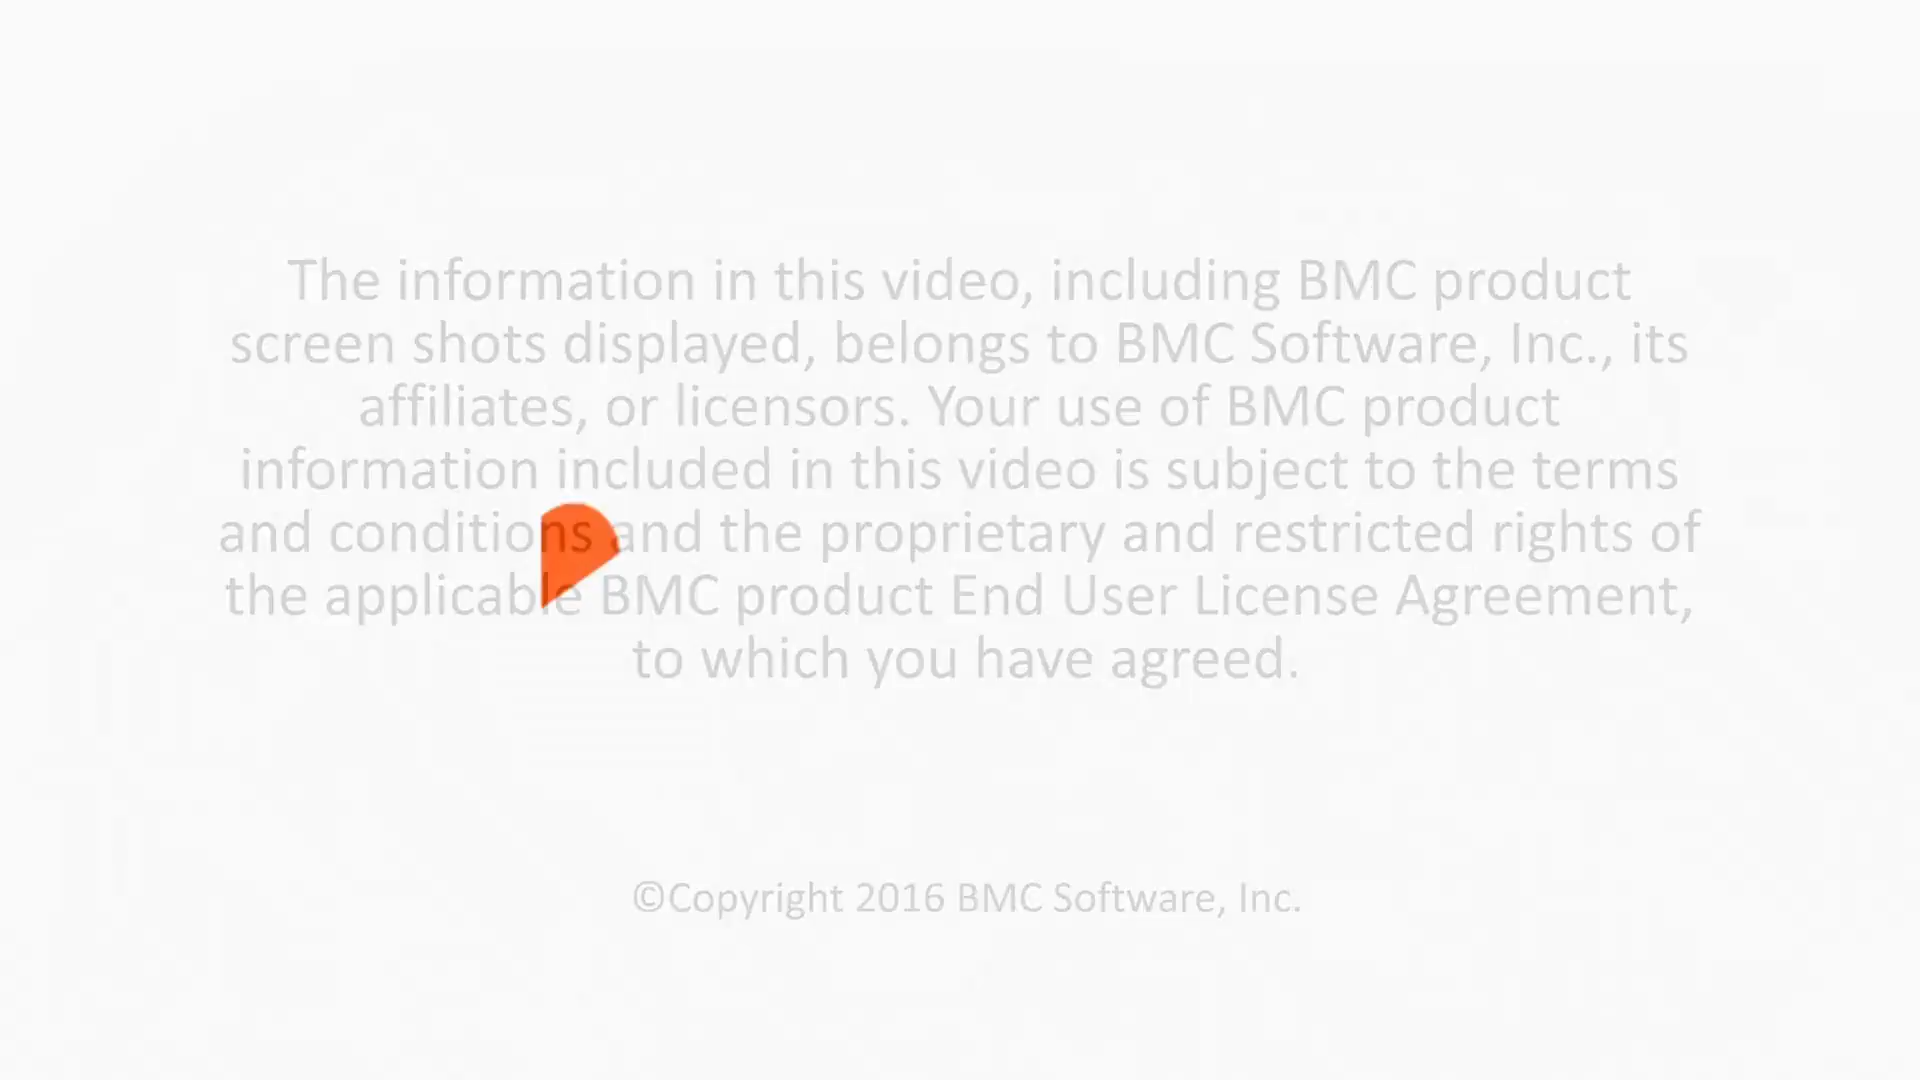 The information in this video, including BMC product
screen shots displayed, belongs to BMC Software, Inc., its
affiliates, or licensors. Your use of BMC product
information included in this video is subject to the terms
and conditions and the proprietary and restricted rights of
the applicable BMC product End User License Agreement,
to which you have agreed.
©Copyright 2016 BMC Software, Inc.